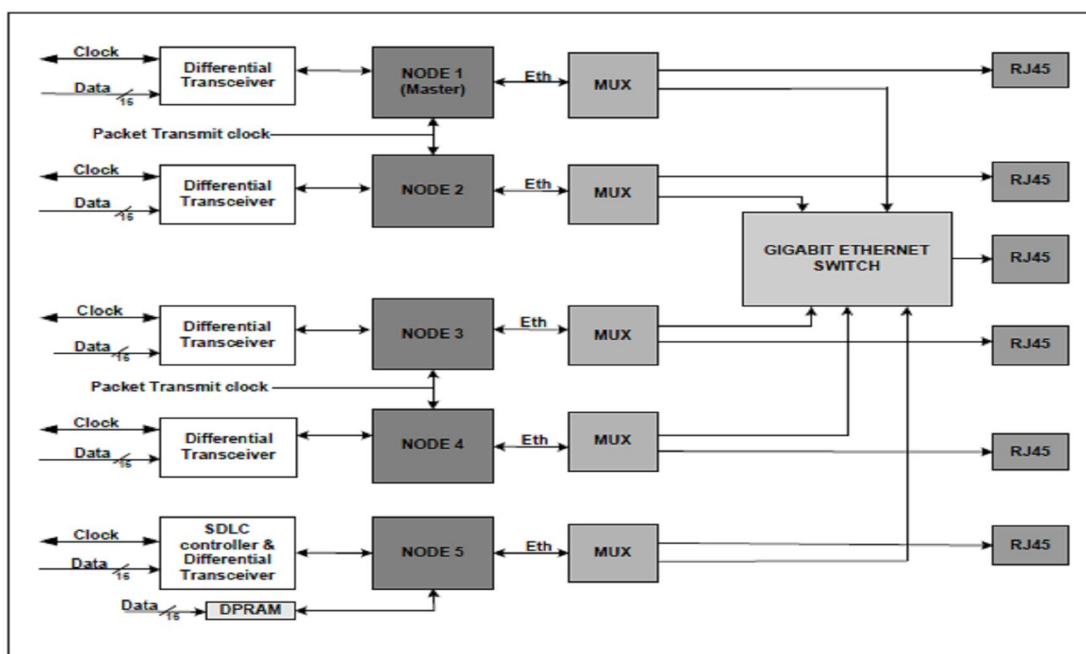 Clock
Data
16
Differential
Transceiver
NODE 1
(Master)
Eth
MUX
RJ45
Packet Transmit clock
Clock
Data
16
Differential
Transceiver
NODE 2
Eth
MUX
RJ45
GIGABIT ETHERNET
SWITCH
RJ45
Clock
Data
16
Differential
Transceiver
NODE 3
Eth
MUX
RJ45
Packet Transmit clock
Clock
Data
16
Differential
Transceiver
NODE 4
Eth
MUX
RJ45
Clock
Data
16
SDLC
controller &
Differential
Transceiver
NODE 5
Eth
MUX
RJ45
Data
16
DPRAM